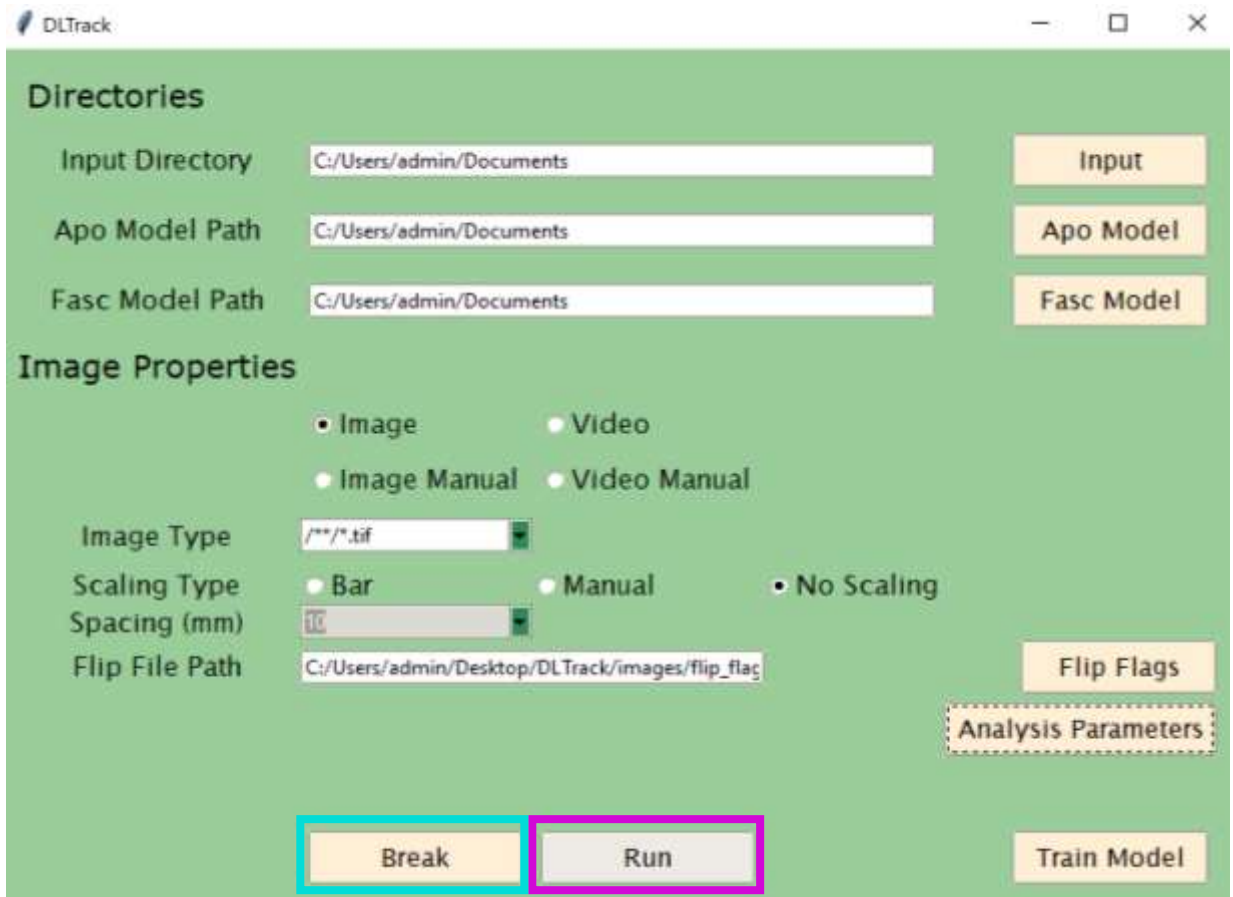 DLTrack
Directories
Input Directory C:/Users/admin/Documents Input
Apo Model Path C:/Users/admin/Documents Apo Model
Fasc Model Path C:/Users/admin/Documents Fasc Model
Image Properties
Image Video
Image Manual Video Manual
Image Type /**/*.tif
Scaling Type Bar Manual No Scaling
Spacing (mm) 10
Flip File Path C:/Users/admin/Desktop/DLTrack/images/flip_flag Flip Flags
Analysis Parameters
Break Run Train Model